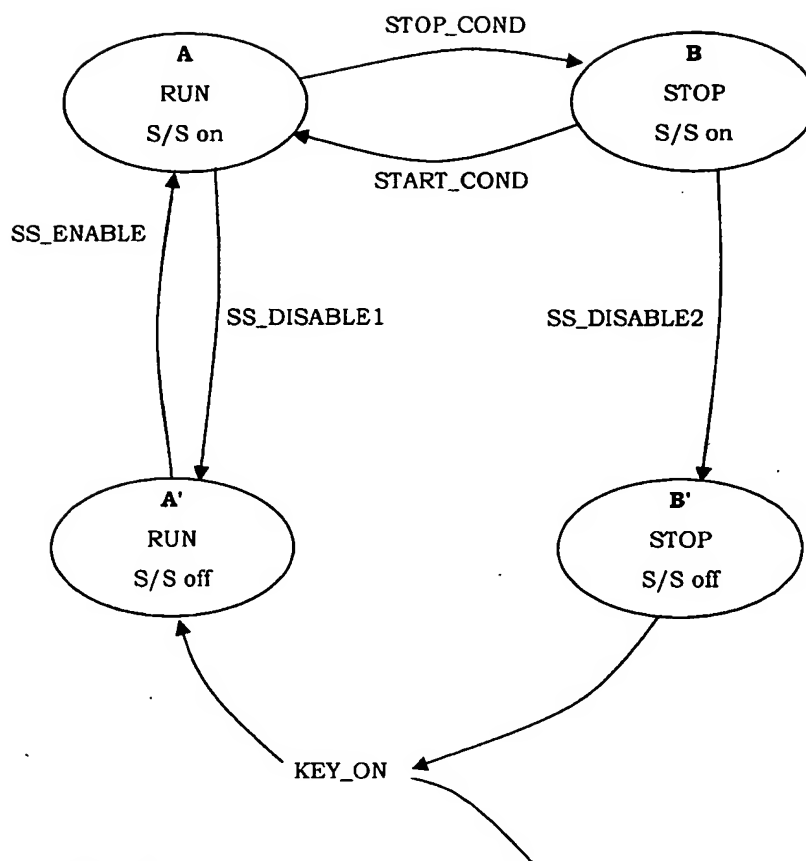 STOP_COND
A
RUN
S/S on
B
STOP
S/S on
START_COND
SS_ENABLE
SS_DISABLE1
SS_DISABLE2
A'
RUN
S/S off
B'
STOP
S/S off
KEY_ON